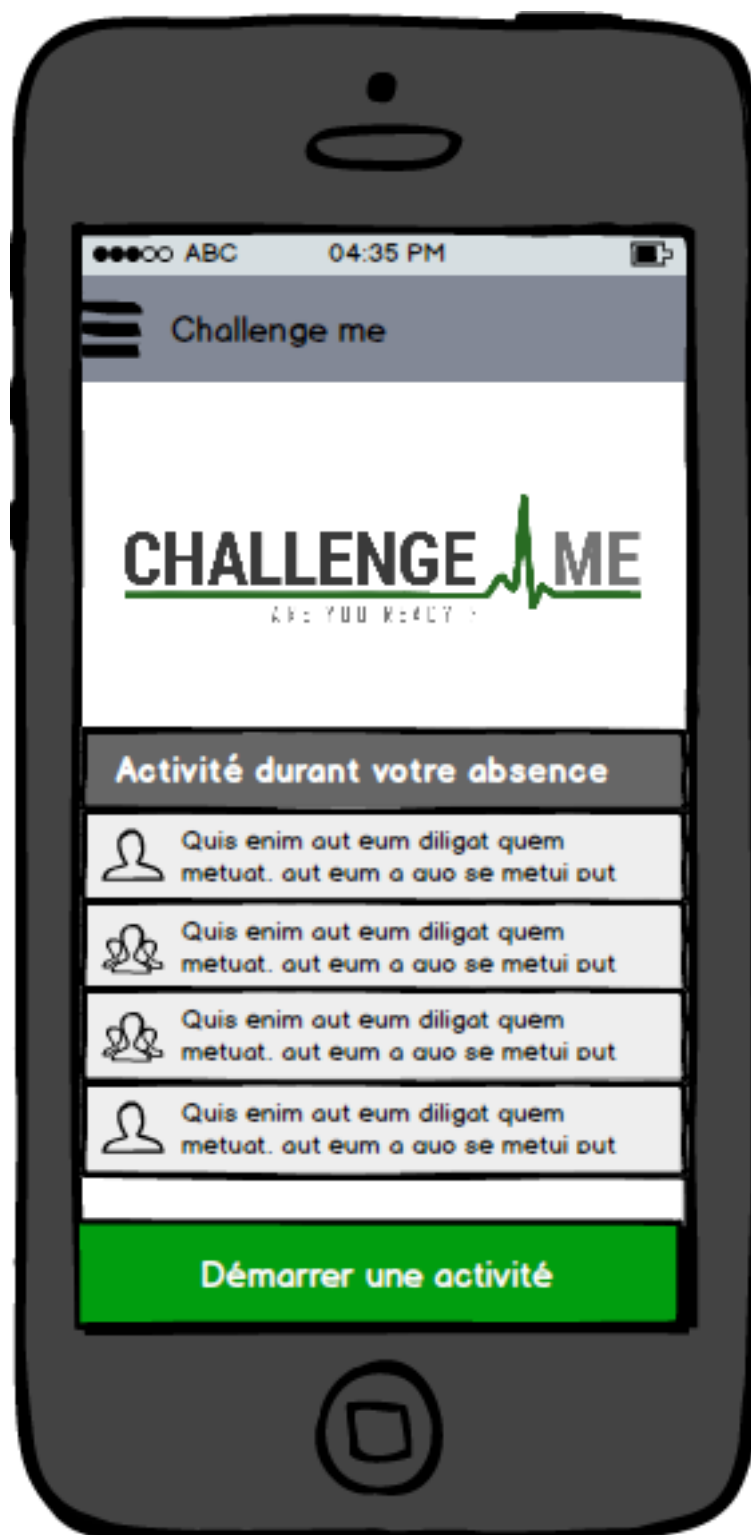 ABC 04:35 PM
Challenge me
CHALLENGE ME
ARE YOU READY ?
Activité durant votre absence
Quis enim aut eum diligat quem
metuat, aut eum a quo se metui put
Quis enim aut eum diligat quem
metuat, aut eum a quo se metui put
Quis enim aut eum diligat quem
metuat, aut eum a quo se metui put
Quis enim aut eum diligat quem
metuat, aut eum a quo se metui put
Démarrer une activité